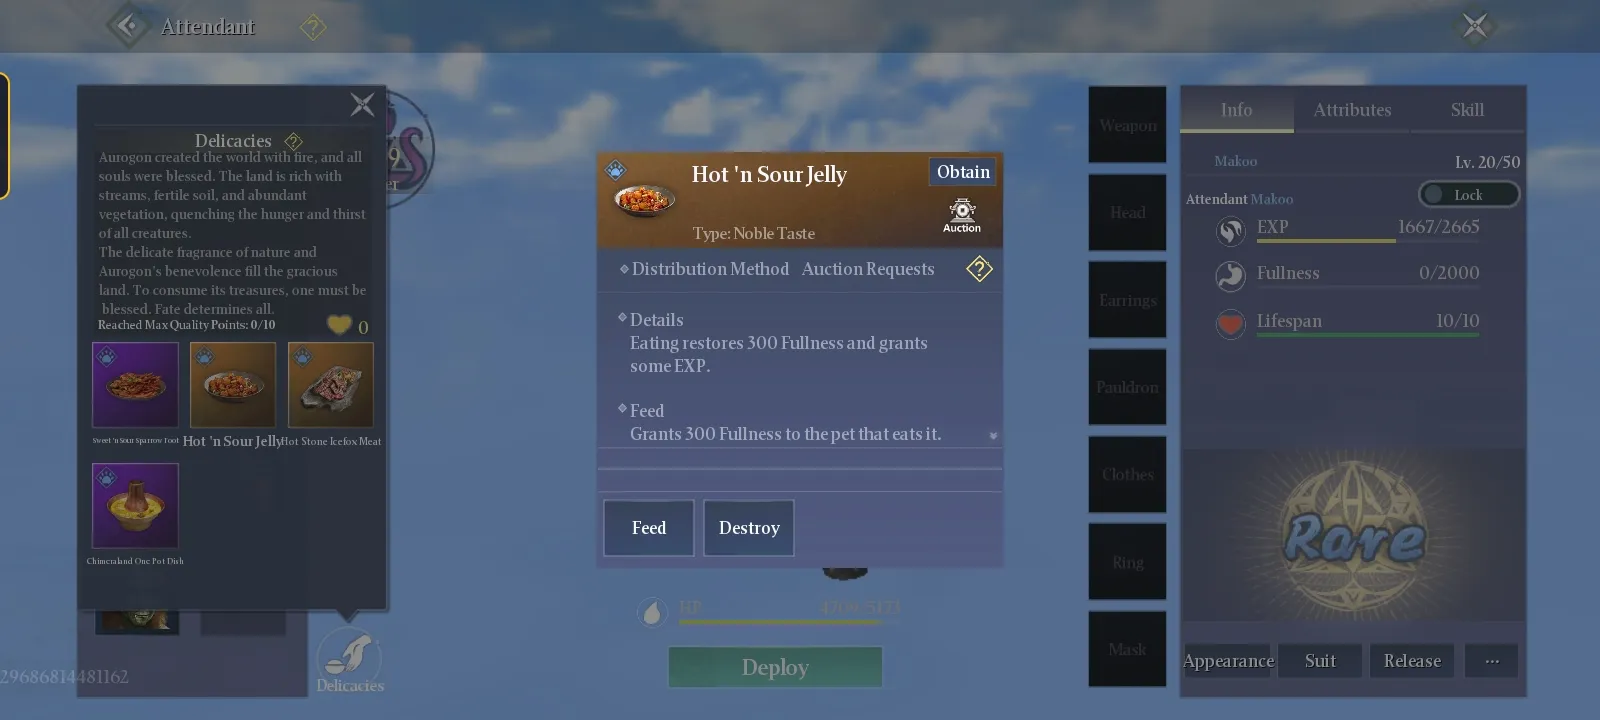 Attendant
Delicacies
Aurogon created the world with fire, and all
souls were blessed. The land is rich with
streams, fertile soil, and abundant
vegetation, quenching the hunger and thirst
of all creatures.
The delicate fragrance of nature and
Aurogon's benevolence fill the gracious
land. To consume its treasures, one must be
blessed. Fate determines all.
Reached Max Quality Points: 0/10
0
Sweet 'n Sour Sparrow Foot
Hot 'n Sour Jelly
Hot Stone Icefox Meat
Chimeraland One Pot Dish
29686814481162
Delicacies
Hot 'n Sour Jelly
Obtain
Auction
Type: Noble Taste
Distribution Method Auction Requests
Details
Eating restores 300 Fullness and grants
some EXP.
Feed
Grants 300 Fullness to the pet that eats it.
Feed
Destroy
HP
Deploy
Weapon
Head
Earrings
Pauldron
Clothes
Ring
Mask
Info
Attributes
Skill
Makoo
Lv. 20/50
Attendant Makoo
Lock
EXP 1667/2665
Fullness 0/2000
Lifespan 10/10
Rare
Appearance
Suit
Release
...